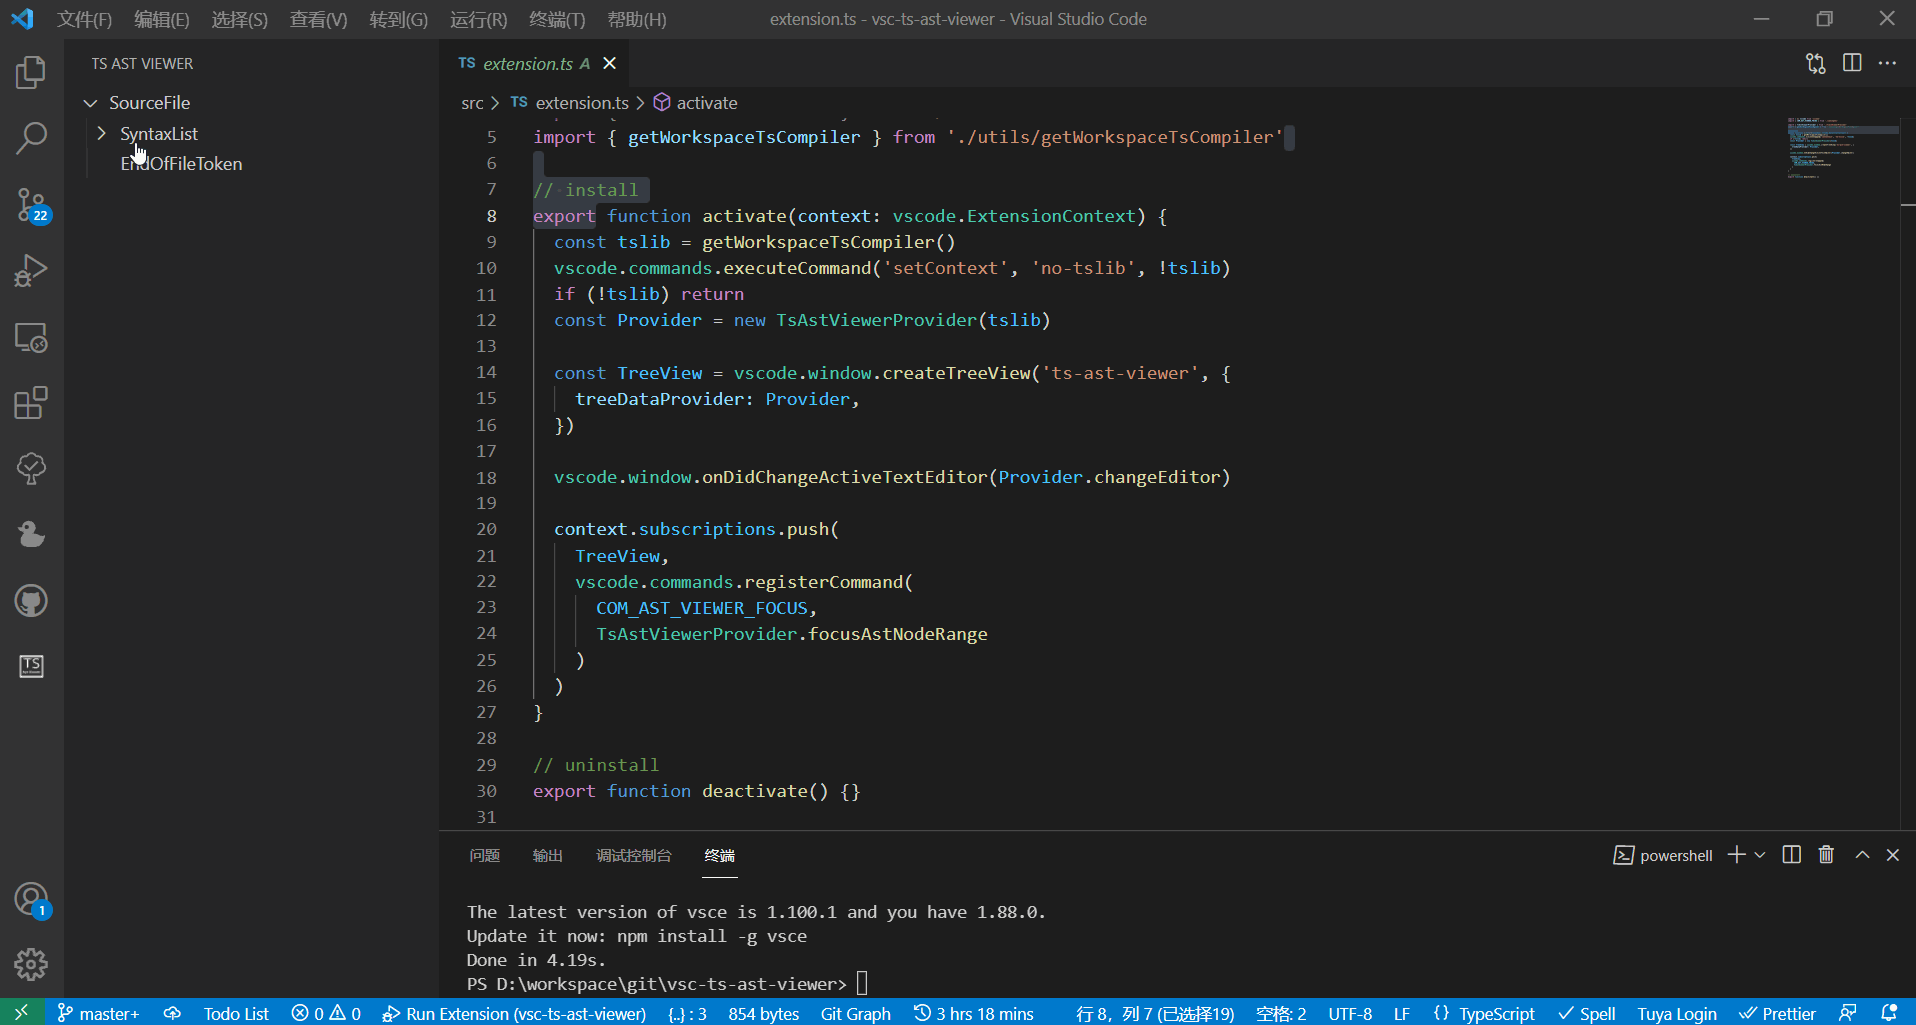 文件(F) 编辑(E) 选择(S) 查看(V) 转到(G) 运行(R) 终端(T) 帮助(H) extension.ts - vsc-ts-ast-viewer - Visual Studio Code
TS AST VIEWER
SourceFile
SyntaxList
EndOfFileToken
22
TS
1
TS extension.ts A
src > TS extension.ts > activate
5 import { getWorkspaceTsCompiler } from './utils/getWorkspaceTsCompiler'
6
7 // install
8 export function activate(context: vscode.ExtensionContext) {
9 const tslib = getWorkspaceTsCompiler()
10 vscode.commands.executeCommand('setContext', 'no-tslib', !tslib)
11 if (!tslib) return
12 const Provider = new TsAstViewerProvider(tslib)
13
14 const TreeView = vscode.window.createTreeView('ts-ast-viewer', {
15 treeDataProvider: Provider,
16 })
17
18 vscode.window.onDidChangeActiveTextEditor(Provider.changeEditor)
19
20 context.subscriptions.push(
21 TreeView,
22 vscode.commands.registerCommand(
23 COM_AST_VIEWER_FOCUS,
24 TsAstViewerProvider.focusAstNodeRange
25 )
26 )
27 }
28
29 // uninstall
30 export function deactivate() {}
31
问题 输出 调试控制台 终端 powershell
The latest version of vsce is 1.100.1 and you have 1.88.0.
Update it now: npm install -g vsce
Done in 4.19s.
PS D:\workspace\git\vsc-ts-ast-viewer>
master+ Todo List 0 0 Run Extension (vsc-ts-ast-viewer) {..} : 3 854 bytes Git Graph 3 hrs 18 mins 行 8，列 7 (已选择19) 空格: 2 UTF-8 LF {} TypeScript Spell Tuya Login Prettier